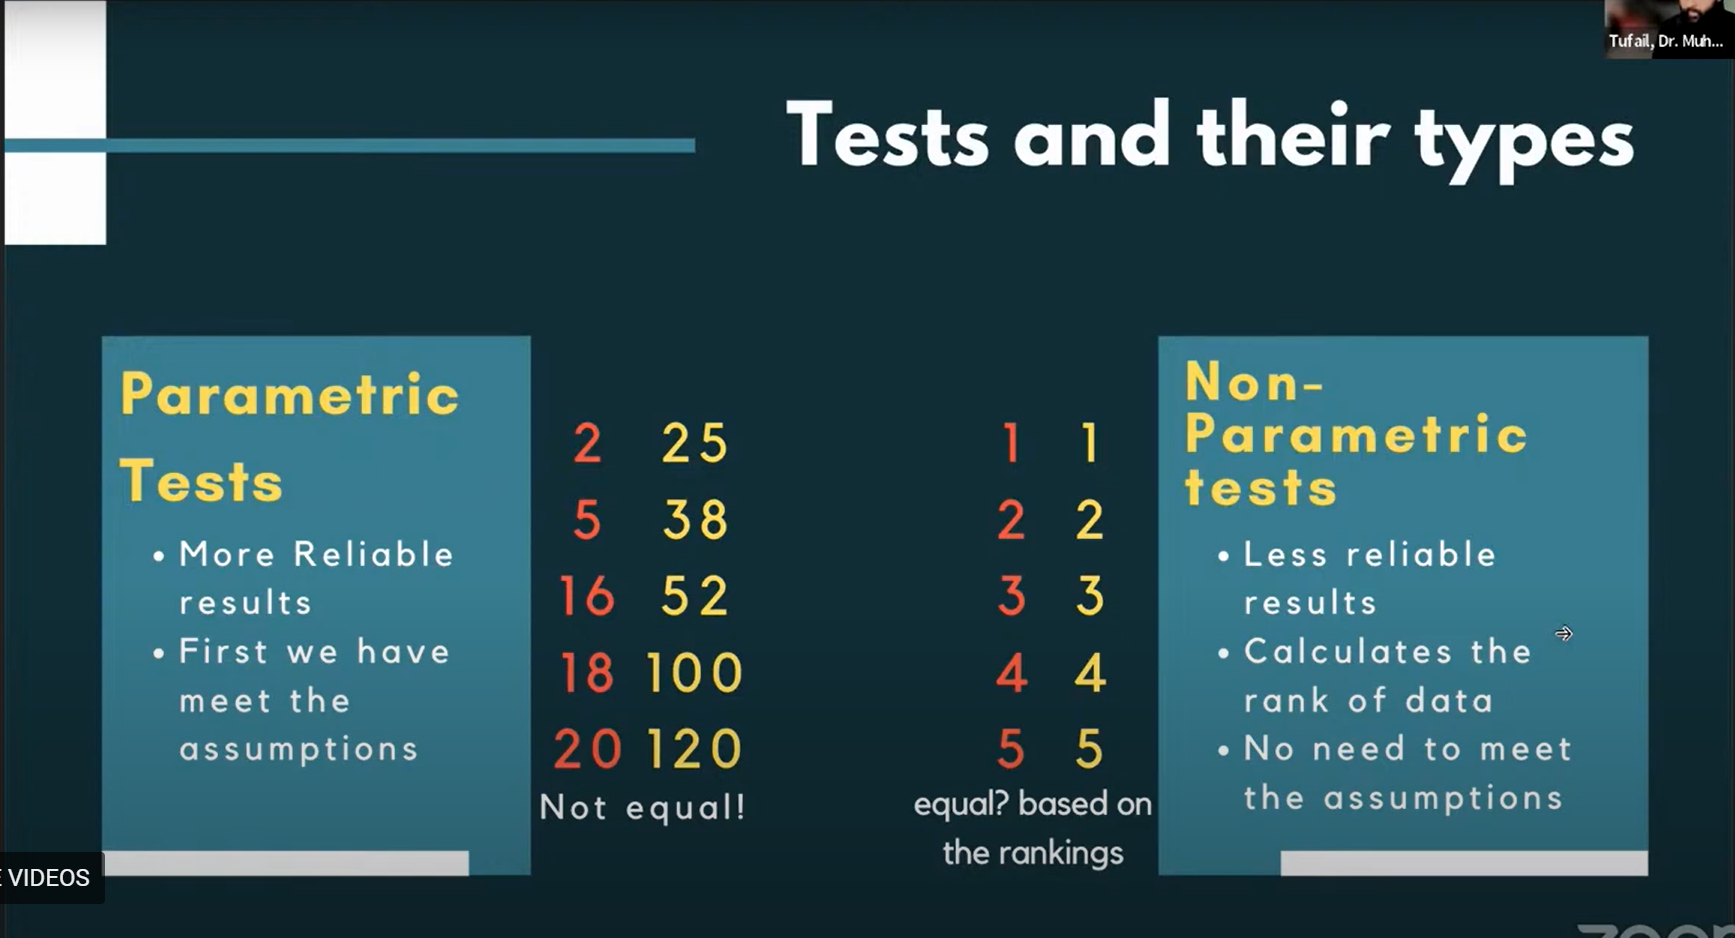 Tufail, Dr. Muh...
Tests and their types
Parametric
Tests
• More Reliable
results
• First we have
meet the
assumptions
2 25
5 38
16 52
18 100
20 120
Not equal!
1 1
2 2
3 3
4 4
5 5
equal? based on
the rankings
Non-
Parametric
tests
• Less reliable
results
• Calculates the
rank of data
• No need to meet
the assumptions
VIDEOS
zoom